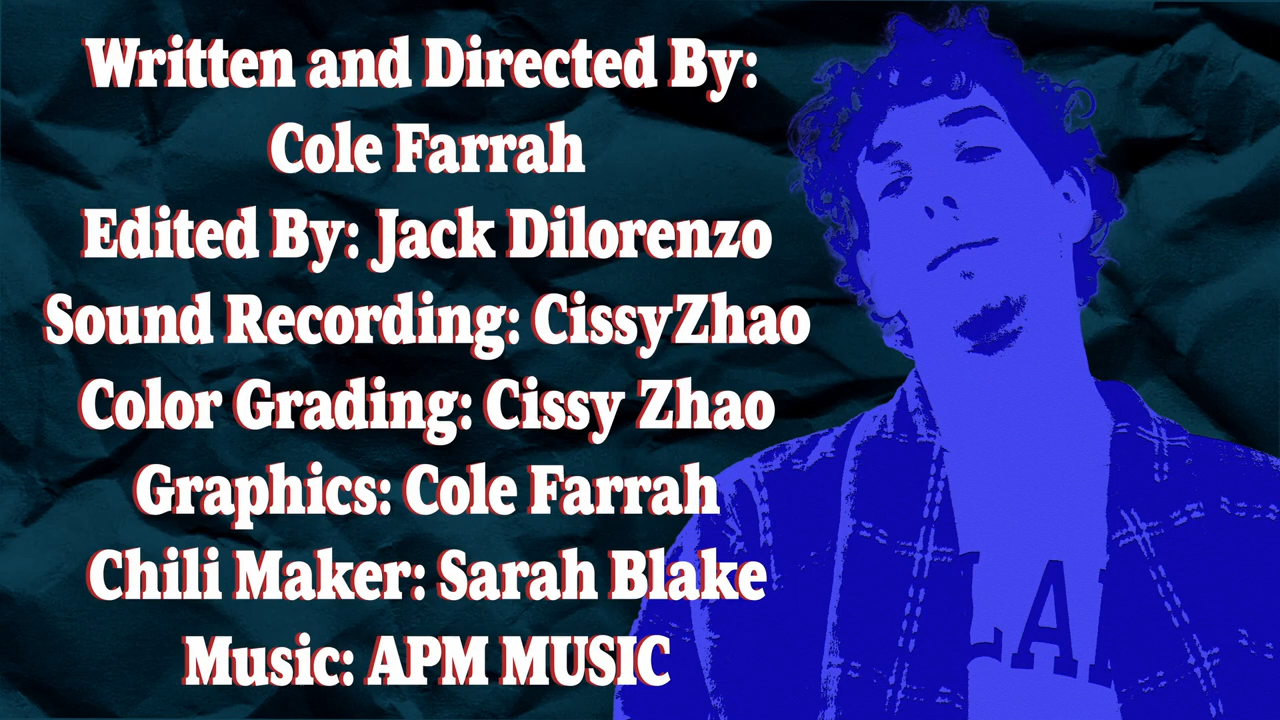 Written and Directed By:
Cole Farrah
Edited By: Jack Dilorenzo
Sound Recording: CissyZhao
Color Grading: Cissy Zhao
Graphics: Cole Farrah
Chili Maker: Sarah Blake
Music: APM MUSIC